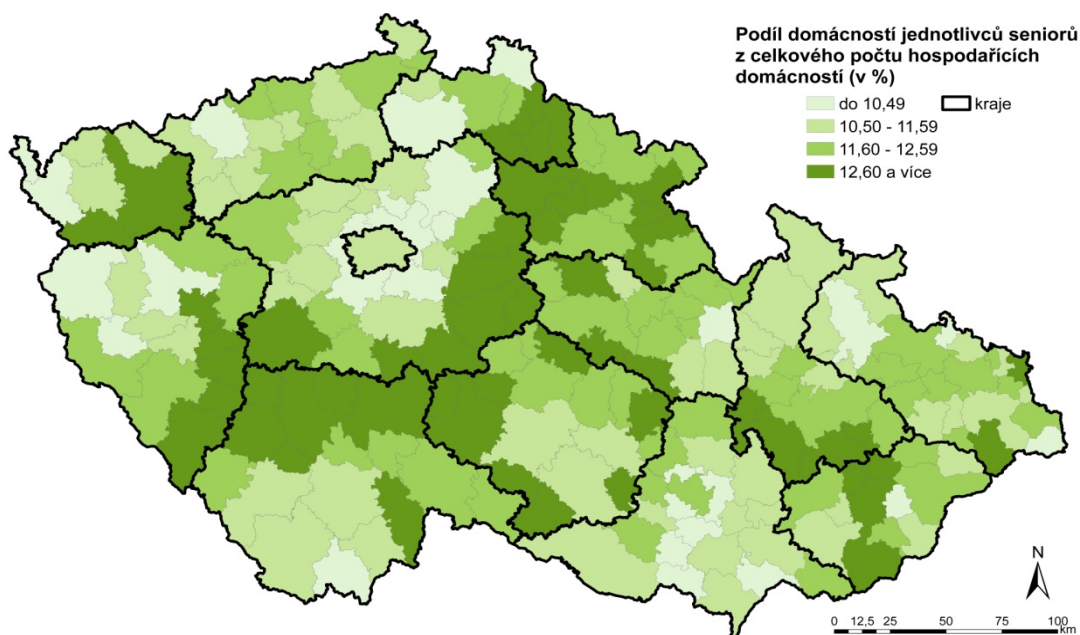 Podíl domácností jednotlivců seniorů
z celkového počtu hospodařících
domácností (v %)
do 10,49 kraje
10,50 - 11,59
11,60 - 12,59
12,60 a více
N
0 12,5 25 50 75 100
km